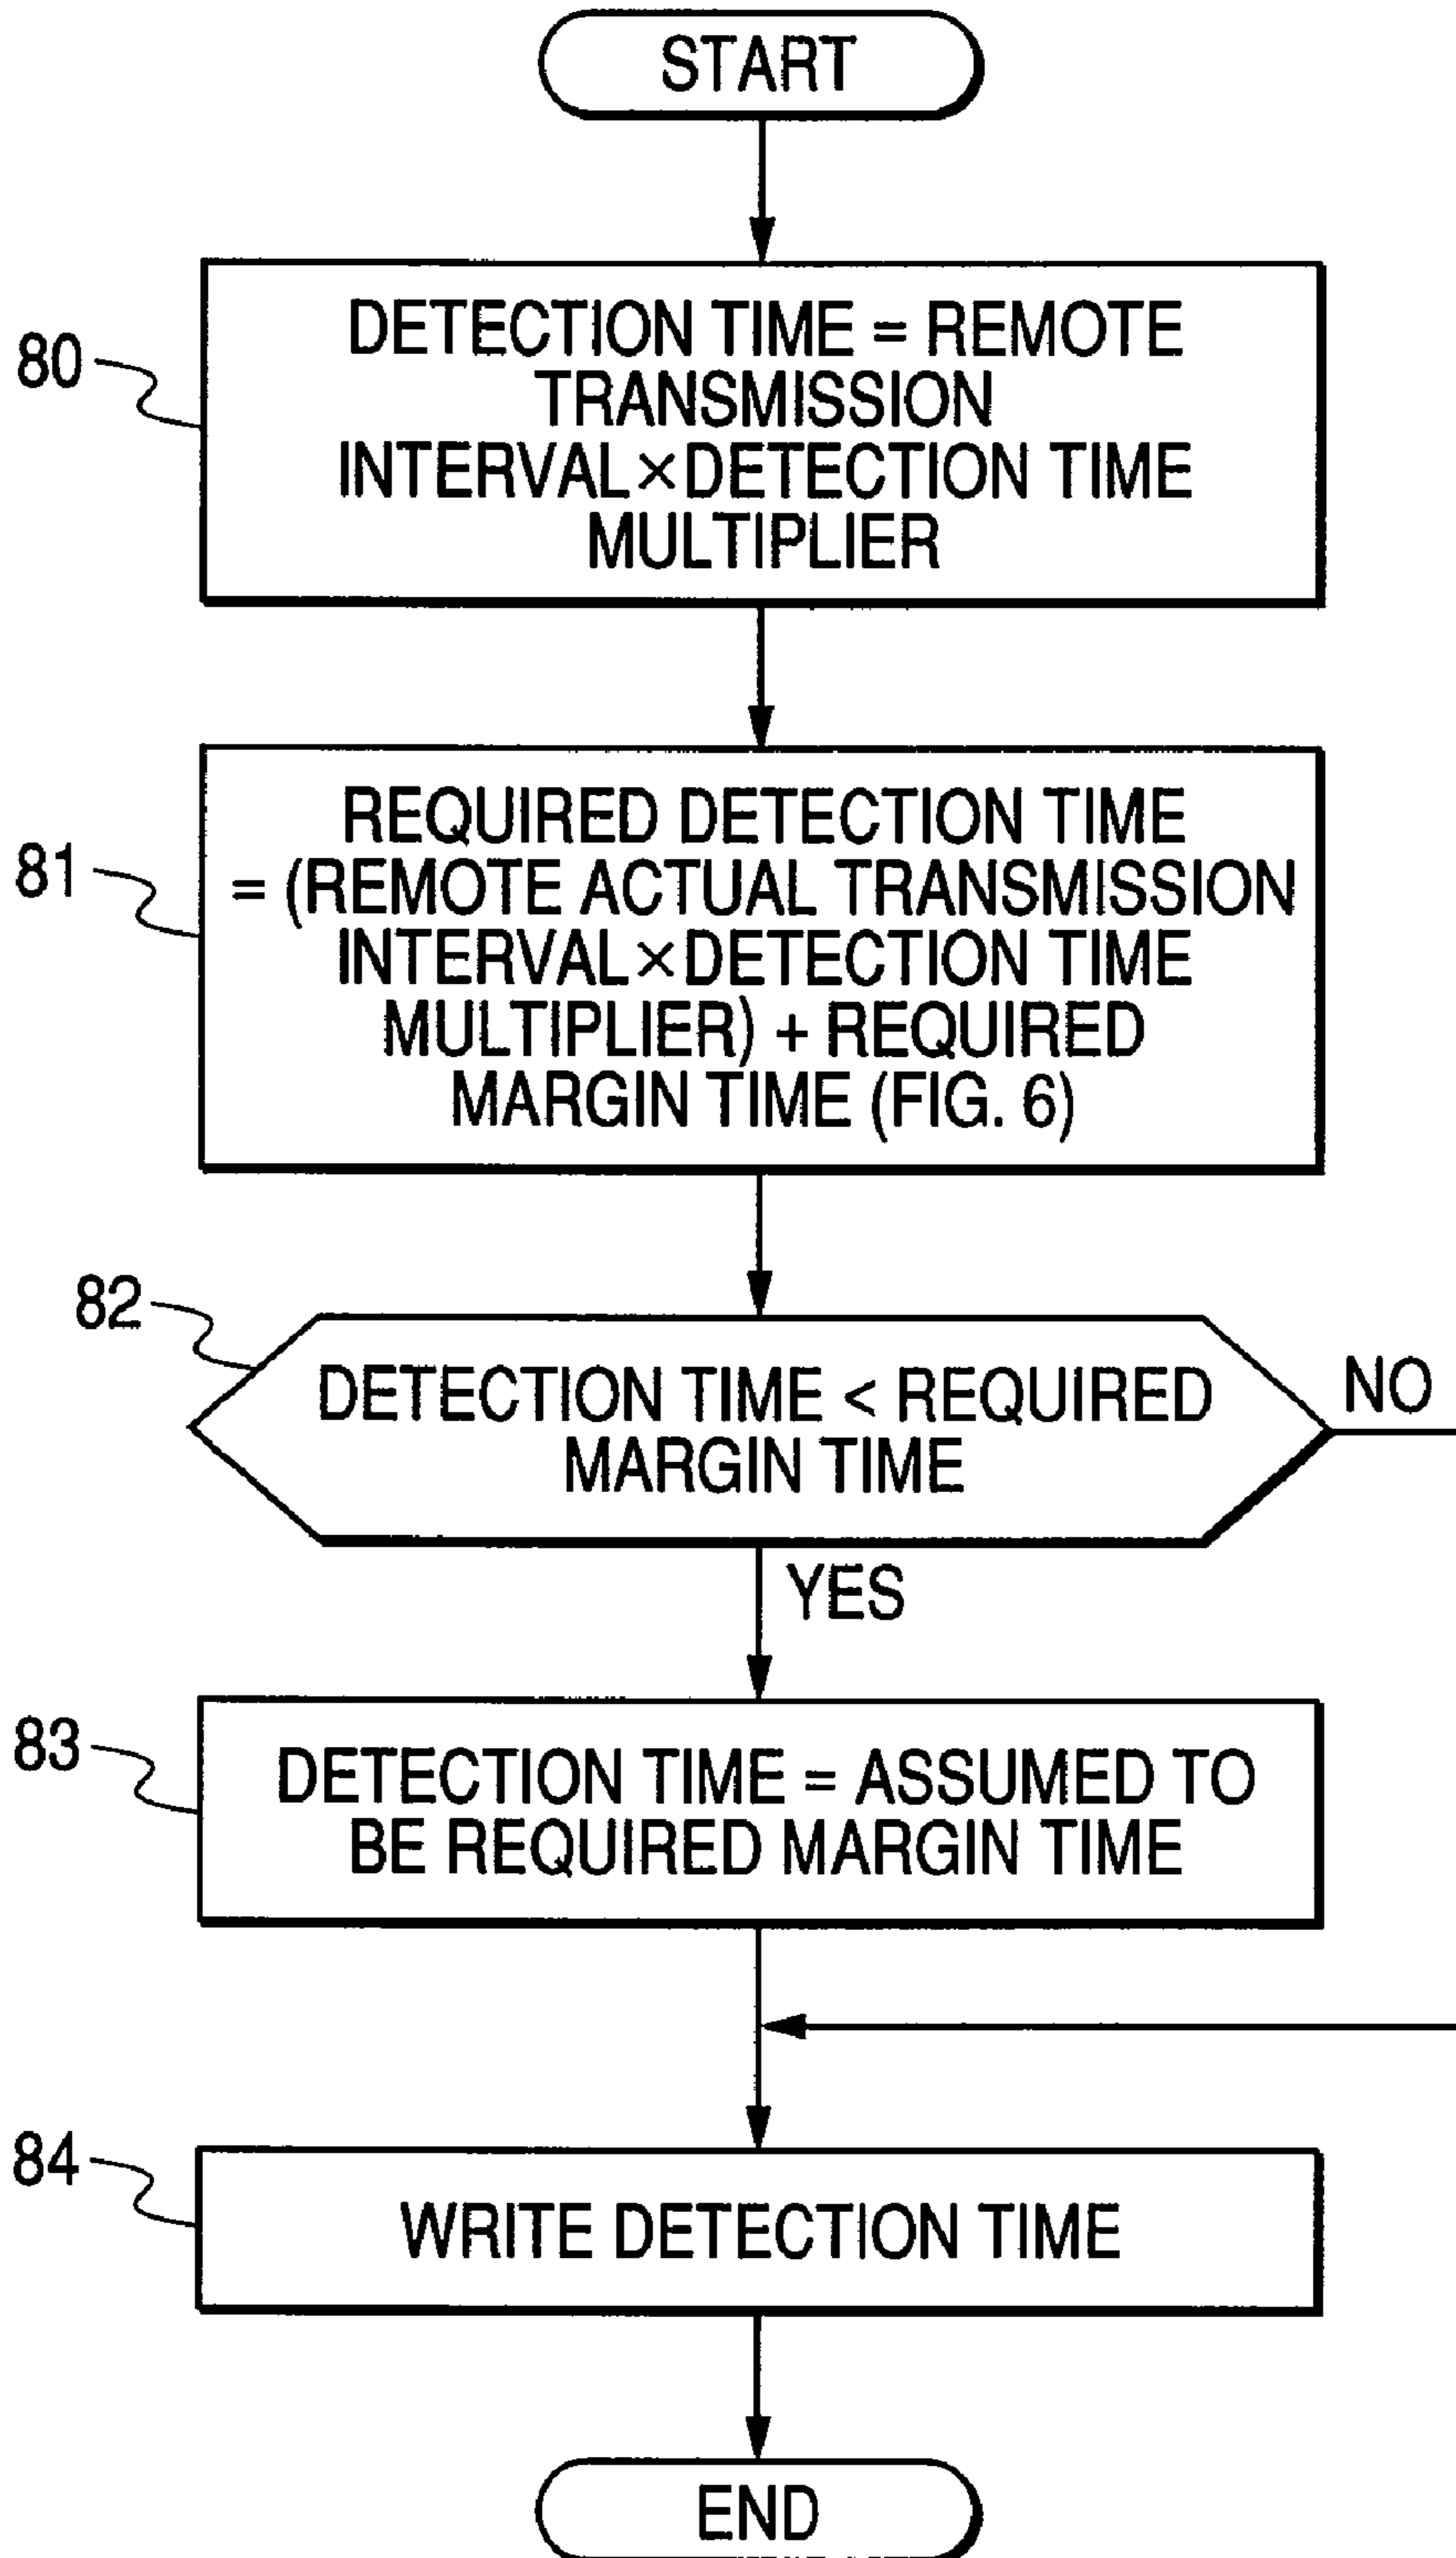 START
80
DETECTION TIME = REMOTE
TRANSMISSION
INTERVAL×DETECTION TIME
MULTIPLIER
81
REQUIRED DETECTION TIME
= (REMOTE ACTUAL TRANSMISSION
INTERVAL×DETECTION TIME
MULTIPLIER) + REQUIRED
MARGIN TIME (FIG. 6)
82
DETECTION TIME < REQUIRED
MARGIN TIME
NO
YES
83
DETECTION TIME = ASSUMED TO
BE REQUIRED MARGIN TIME
84
WRITE DETECTION TIME
END